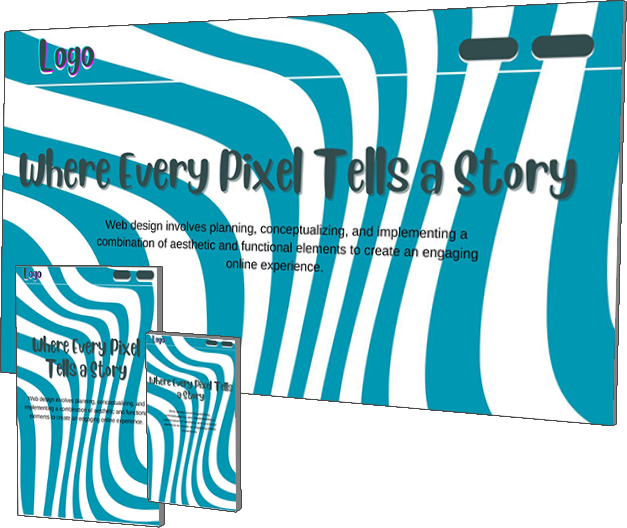 Logo
Where Every Pixel Tells a Story
Web design involves planning, conceptualizing, and implementing a
combination of aesthetic and functional elements to create an engaging
online experience.
Logo
Where Every Pixel
Tells a Story
Web design involves planning, conceptualizing, and
implementing a combination of aesthetic and functional
elements to create an engaging online experience.
Logo
Where Every Pixel Tells
a Story